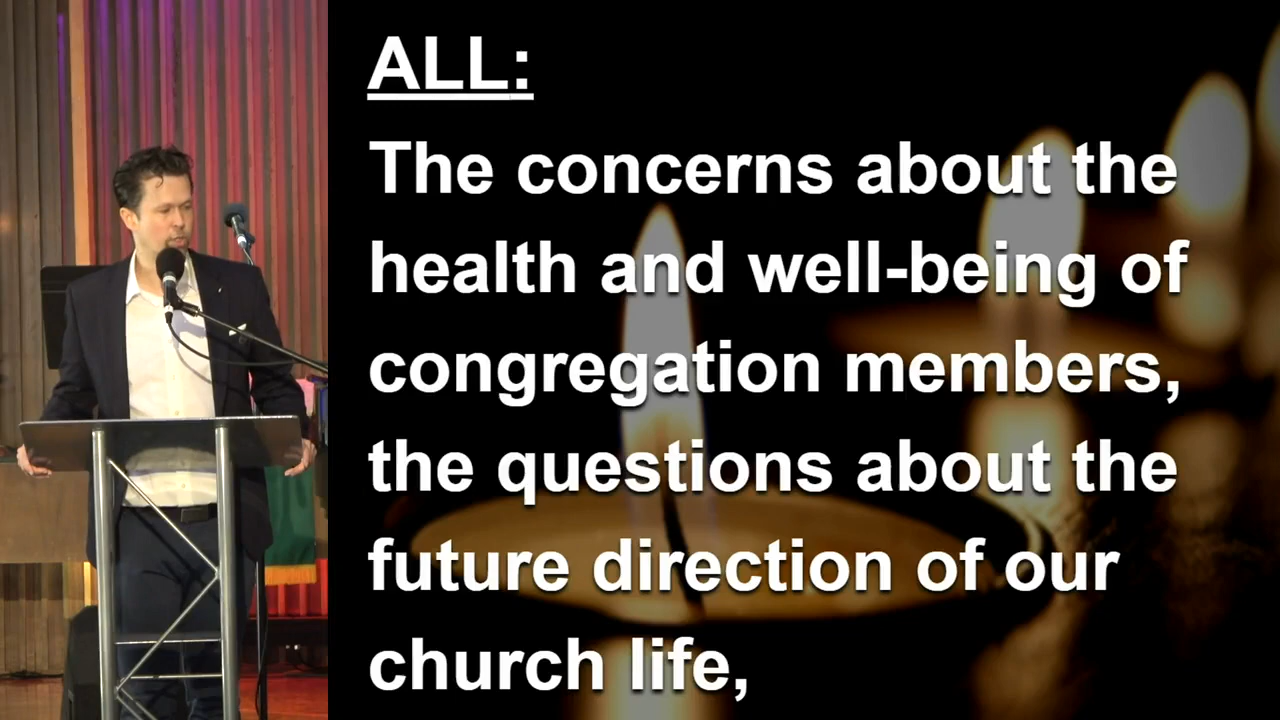 ALL:
The concerns about the
health and well-being of
congregation members,
the questions about the
future direction of our
church life,